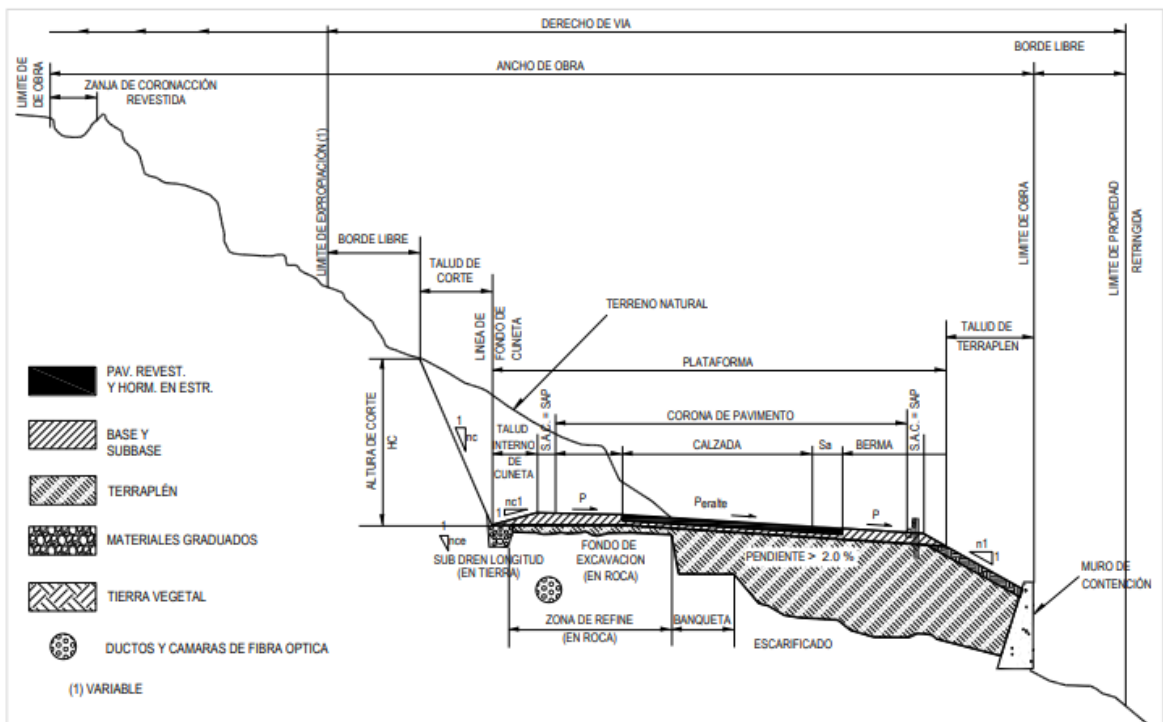 DERECHO DE VIA
BORDE LIBRE
ANCHO DE OBRA
LIMITE DE
DE OBRA
ZANJA DE CORONACCIÓN
REVESTIDA
LIMITE DE EXPROPIACIÓN (1)
BORDE LIBRE
TALUD DE
CORTE
LINEA DE
FONDO DE
CUNETA
TERRENO NATURAL
LIMITE DE OBRA
LIMITE DE PROPIEDAD
RETRINGIDA
TALUD DE
TERRAPLEN
PLATAFORMA
PAV. REVEST.
Y HORM. EN ESTR.
ALTURA DE CORTE
HC
1
nc
TALUD
INTERNO
DE
CUNETA
S.A.C. = SAP
CORONA DE PAVIMENTO
S.A.C. = SAP
CALZADA
Sa
BERMA
BASE Y
SUBBASE
TERRAPLÉN
1
nc1
P
Peralte
P
MATERIALES GRADUADOS
1
nce
SUB DREN LONGITUD
(EN TIERRA)
FONDO DE
EXCAVACION
(EN ROCA)
PENDIENTE > 2.0 %
n1
1
MURO DE
CONTENCIÓN
TIERRA VEGETAL
ZONA DE REFINE
(EN ROCA)
BANQUETA
ESCARIFICADO
DUCTOS Y CAMARAS DE FIBRA OPTICA
(1) VARIABLE